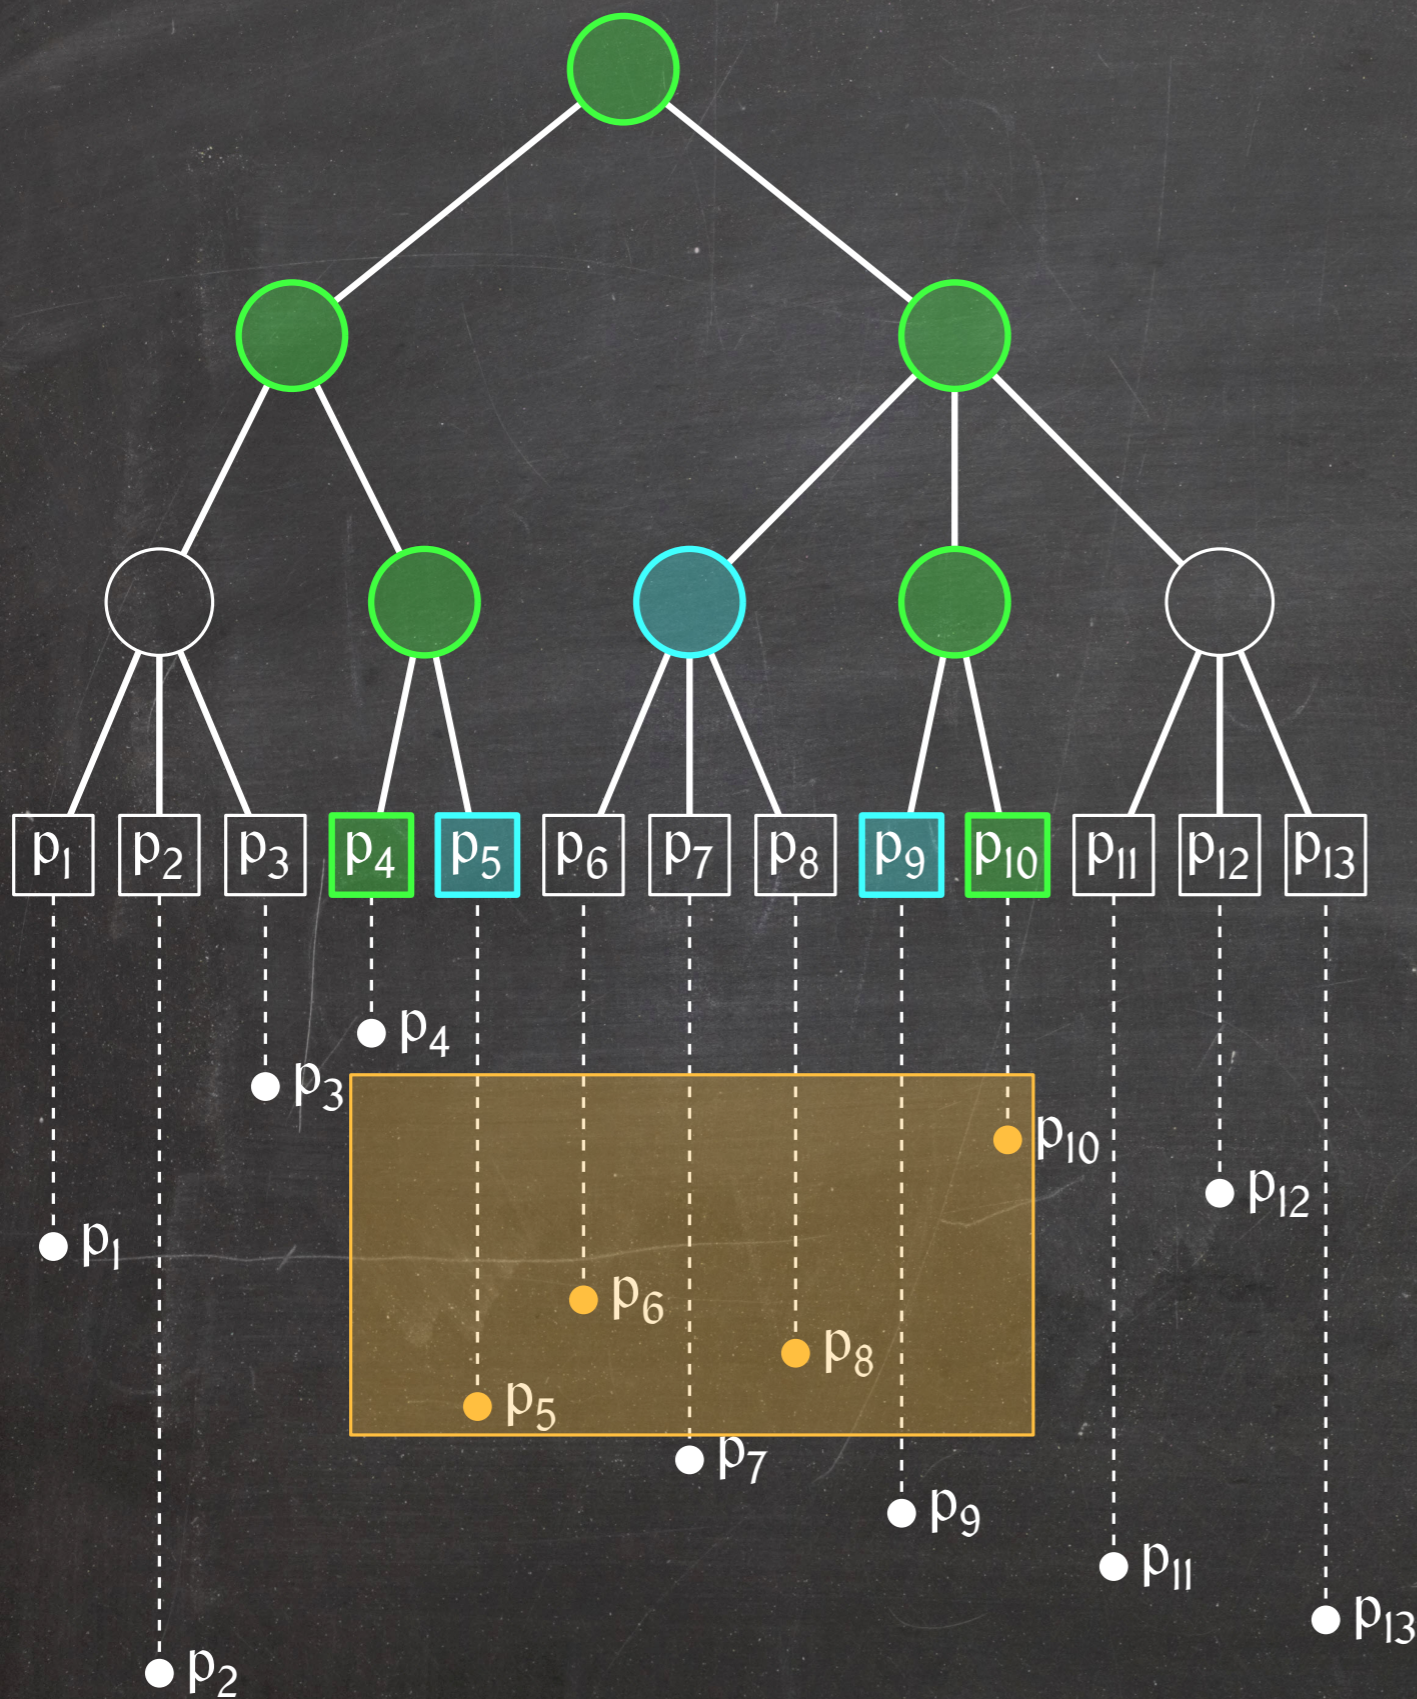 p₁ p₂ p₃ p₄ p₅ p₆ p₇ p₈ p₉ p₁₀ p₁₁ p₁₂ p₁₃
p₄
p₃
p₁₀
p₁₂
p₁
p₆
p₈
p₅
p₇
p₉
p₁₁
p₁₃
p₂